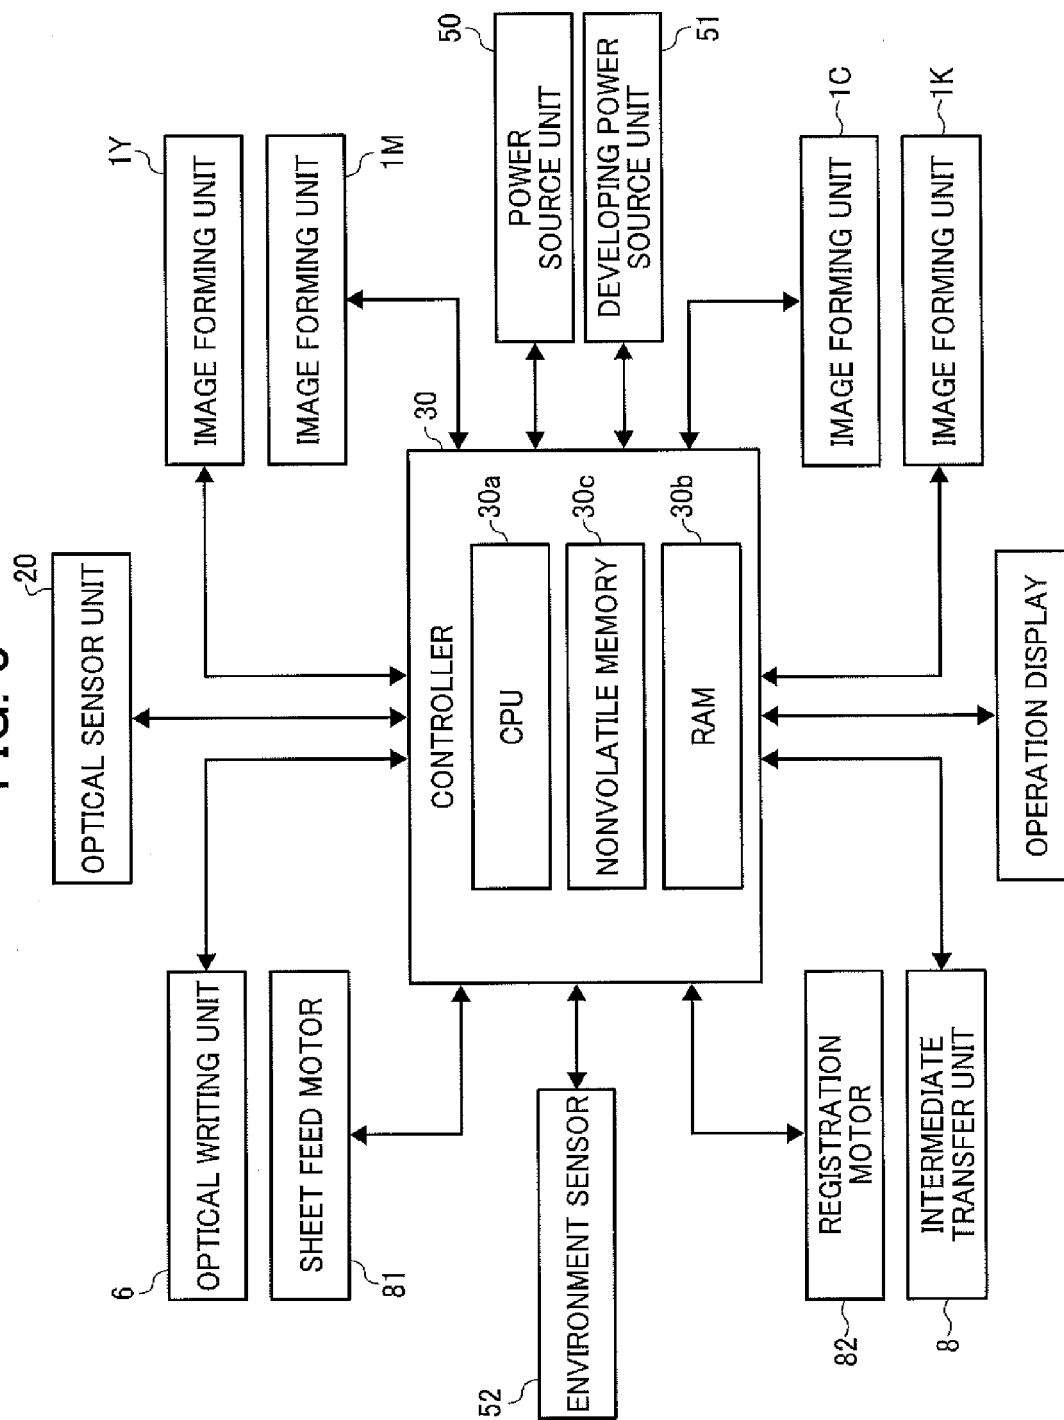 FIG.
20
OPTICAL SENSOR UNIT
6
OPTICAL WRITING UNIT
SHEET FEED MOTOR
81
1Y
IMAGE FORMING UNIT
IMAGE FORMING UNIT
1M
30
CONTROLLER
30a
CPU
30c
NONVOLATILE MEMORY
30b
RAM
52
ENVIRONMENT SENSOR
50
POWER
SOURCE UNIT
51
DEVELOPING POWER
SOURCE UNIT
REGISTRATION
MOTOR
82
INTERMEDIATE
TRANSFER UNIT
8
1C
IMAGE FORMING UNIT
1K
IMAGE FORMING UNIT
OPERATION DISPLAY